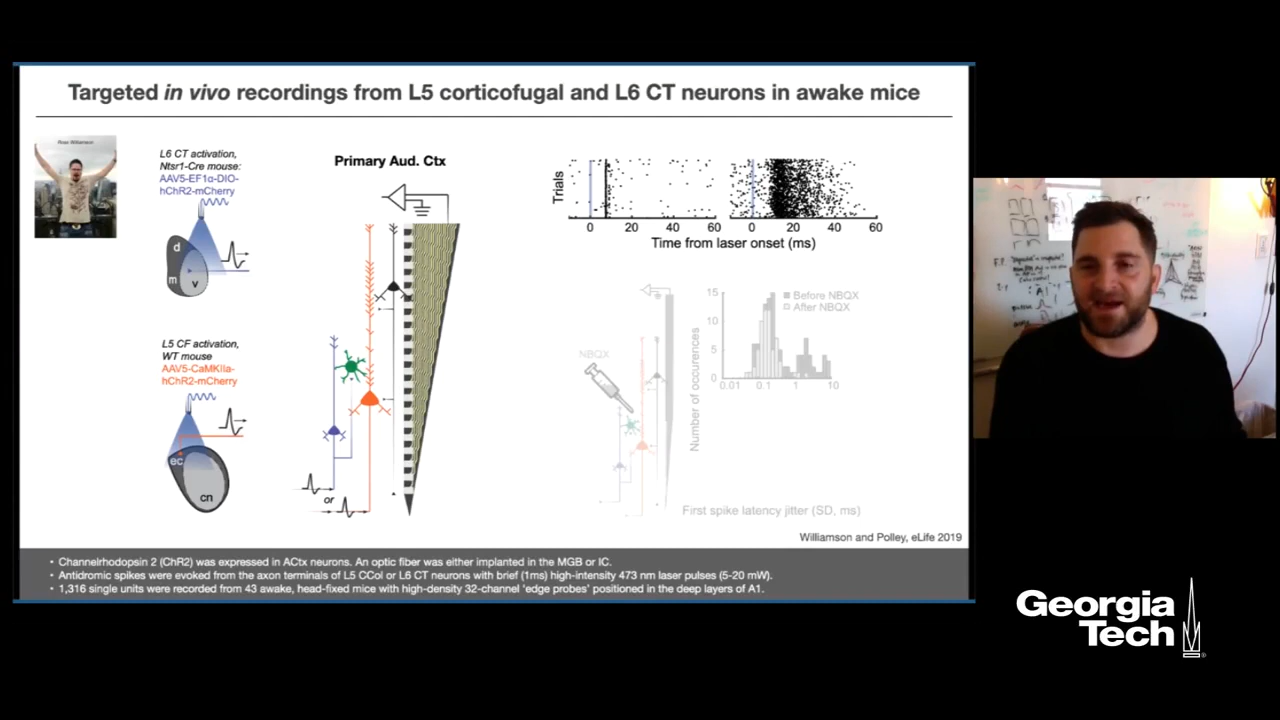 Targeted in vivo recordings from L5 corticofugal and L6 CT neurons in awake mice
Ross Williamson
L6 CT activation,
Ntsr1-Cre mouse:
AAV5-EF1α-DIO-
hChR2-mCherry
d
m
v
L5 CF activation,
WT mouse
AAV5-CaMKIIa-
hChR2-mCherry
ec
cn
Primary Aud. Ctx
or
Trials
0 20 40 60 0 20 40 60
Time from laser onset (ms)
NBQX
Number of occurences
15
10
5
0
Before NBQX
After NBQX
0.01 0.1 1 10
First spike latency jitter (SD, ms)
Williamson and Polley, eLife 2019
• Channelrhodopsin 2 (ChR2) was expressed in ACtx neurons. An optic fiber was either implanted in the MGB or IC.
• Antidromic spikes were evoked from the axon terminals of L5 CCol or L6 CT neurons with brief (1ms) high-intensity 473 nm laser pulses (5-20 mW).
• 1,316 single units were recorded from 43 awake, head-fixed mice with high-density 32-channel 'edge probes' positioned in the deep layers of A1.
Georgia
Tech